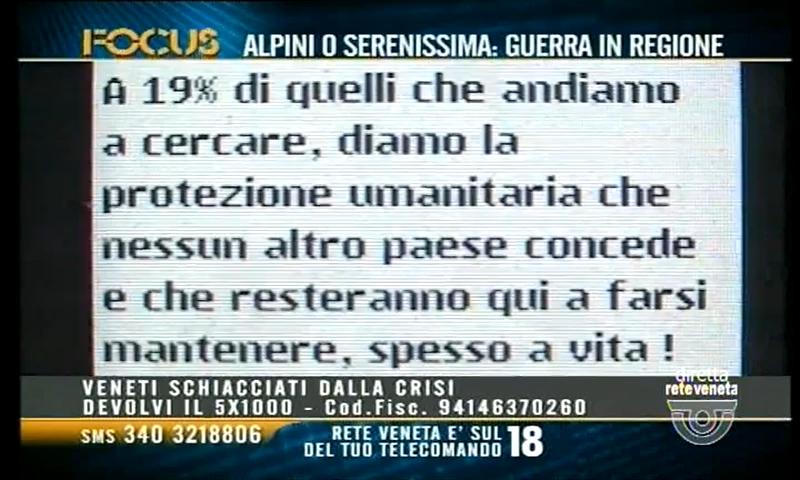 FOCUS ALPINI O SERENISSIMA: GUERRA IN REGIONE
A 19% di quelli che andiamo
a cercare, diamo la
protezione umanitaria che
nessun altro paese concede
e che resteranno qui a farsi
mantenere, spesso a vita !
diretta
reteveneta
VENETI SCHIACCIATI DALLA CRISI
DEVOLVI IL 5X1000 - Cod.Fisc. 94146370260
SMS 340 3218806
RETE VENETA E' SUL
DEL TUO TELECOMANDO 18